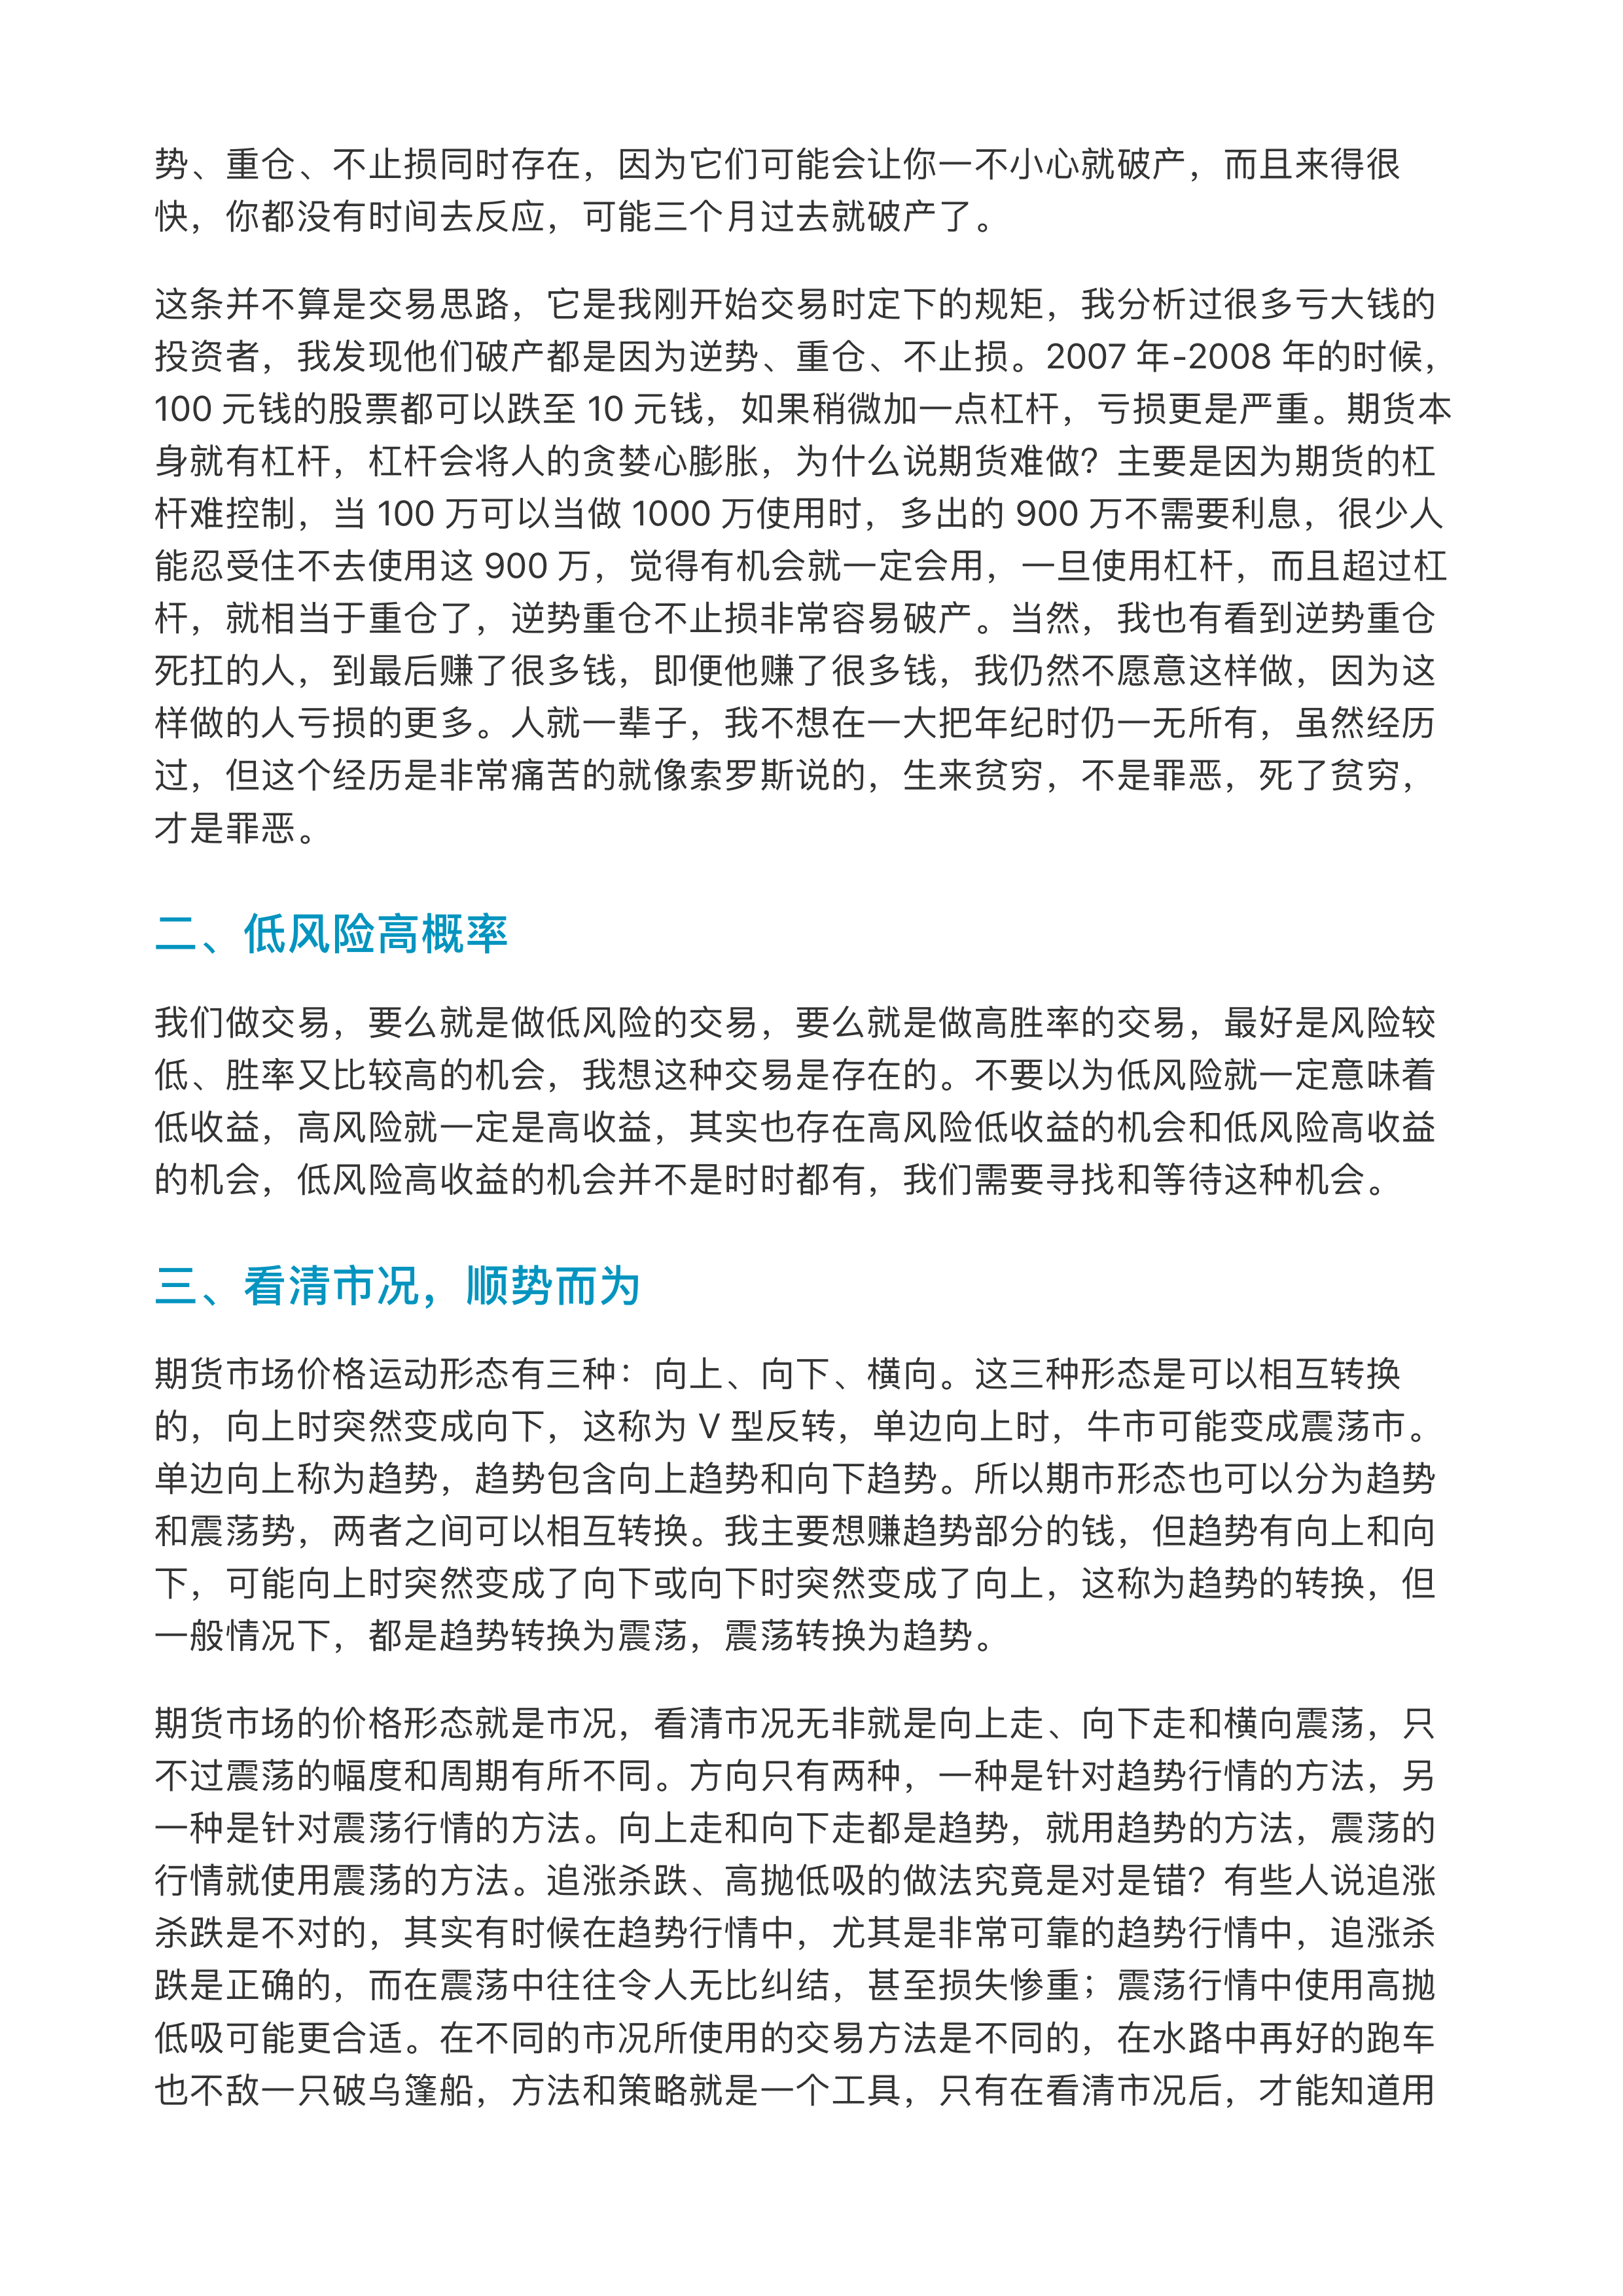 势、重仓、不止损同时存在，因为它们可能会让你一不小心就破产，而且来得很
快，你都没有时间去反应，可能三个月过去就破产了。
这条并不算是交易思路，它是我刚开始交易时定下的规矩，我分析过很多亏大钱的
投资者，我发现他们破产都是因为逆势、重仓、不止损。2007 年-2008 年的时候，
100 元钱的股票都可以跌至 10 元钱，如果稍微加一点杠杆，亏损更是严重。期货本
身就有杠杆，杠杆会将人的贪婪心膨胀，为什么说期货难做？主要是因为期货的杠
杆难控制，当 100 万可以当做 1000 万使用时，多出的 900 万不需要利息，很少人
能忍受住不去使用这 900 万，觉得有机会就一定会用，一旦使用杠杆，而且超过杠
杆，就相当于重仓了，逆势重仓不止损非常容易破产。当然，我也有看到逆势重仓
死扛的人，到最后赚了很多钱，即便他赚了很多钱，我仍然不愿意这样做，因为这
样做的人亏损的更多。人就一辈子，我不想在一大把年纪时仍一无所有，虽然经历
过，但这个经历是非常痛苦的就像索罗斯说的，生来贫穷，不是罪恶，死了贫穷，
才是罪恶。
二、低风险高概率
我们做交易，要么就是做低风险的交易，要么就是做高胜率的交易，最好是风险较
低、胜率又比较高的机会，我想这种交易是存在的。不要以为低风险就一定意味着
低收益，高风险就一定是高收益，其实也存在高风险低收益的机会和低风险高收益
的机会，低风险高收益的机会并不是时时都有，我们需要寻找和等待这种机会。
三、看清市况，顺势而为
期货市场价格运动形态有三种：向上、向下、横向。这三种形态是可以相互转换
的，向上时突然变成向下，这称为 V 型反转，单边向上时，牛市可能变成震荡市。
单边向上称为趋势，趋势包含向上趋势和向下趋势。所以期市形态也可以分为趋势
和震荡势，两者之间可以相互转换。我主要想赚趋势部分的钱，但趋势有向上和向
下，可能向上时突然变成了向下或向下时突然变成了向上，这称为趋势的转换，但
一般情况下，都是趋势转换为震荡，震荡转换为趋势。
期货市场的价格形态就是市况，看清市况无非就是向上走、向下走和横向震荡，只
不过震荡的幅度和周期有所不同。方向只有两种，一种是针对趋势行情的方法，另
一种是针对震荡行情的方法。向上走和向下走都是趋势，就用趋势的方法，震荡的
行情就使用震荡的方法。追涨杀跌、高抛低吸的做法究竟是对是错？有些人说追涨
杀跌是不对的，其实有时候在趋势行情中，尤其是非常可靠的趋势行情中，追涨杀
跌是正确的，而在震荡中往往令人无比纠结，甚至损失惨重；震荡行情中使用高抛
低吸可能更合适。在不同的市况所使用的交易方法是不同的，在水路中再好的跑车
也不敌一只破乌篷船，方法和策略就是一个工具，只有在看清市况后，才能知道用